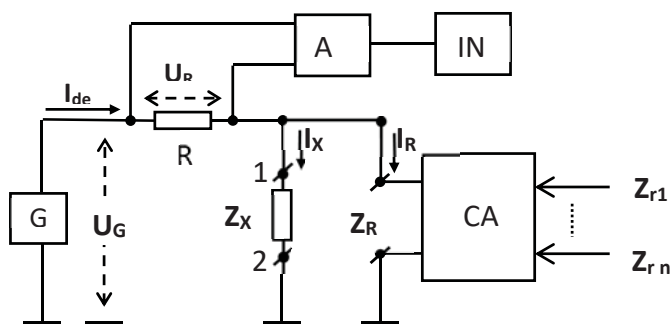 A
IN
U_R
I_de
R
I_X
I_R
1
G
U_G
Z_X
Z_R
CA
Z_r1
2
Z_r n